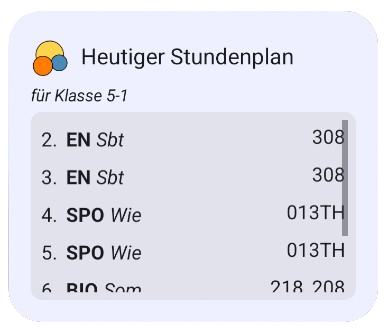 Heutiger Stundenplan
für Klasse 5-1
2. EN Sbt 308
3. EN Sbt 308
4. SPO Wie 013TH
5. SPO Wie 013TH
6. BIO Som 218, 208